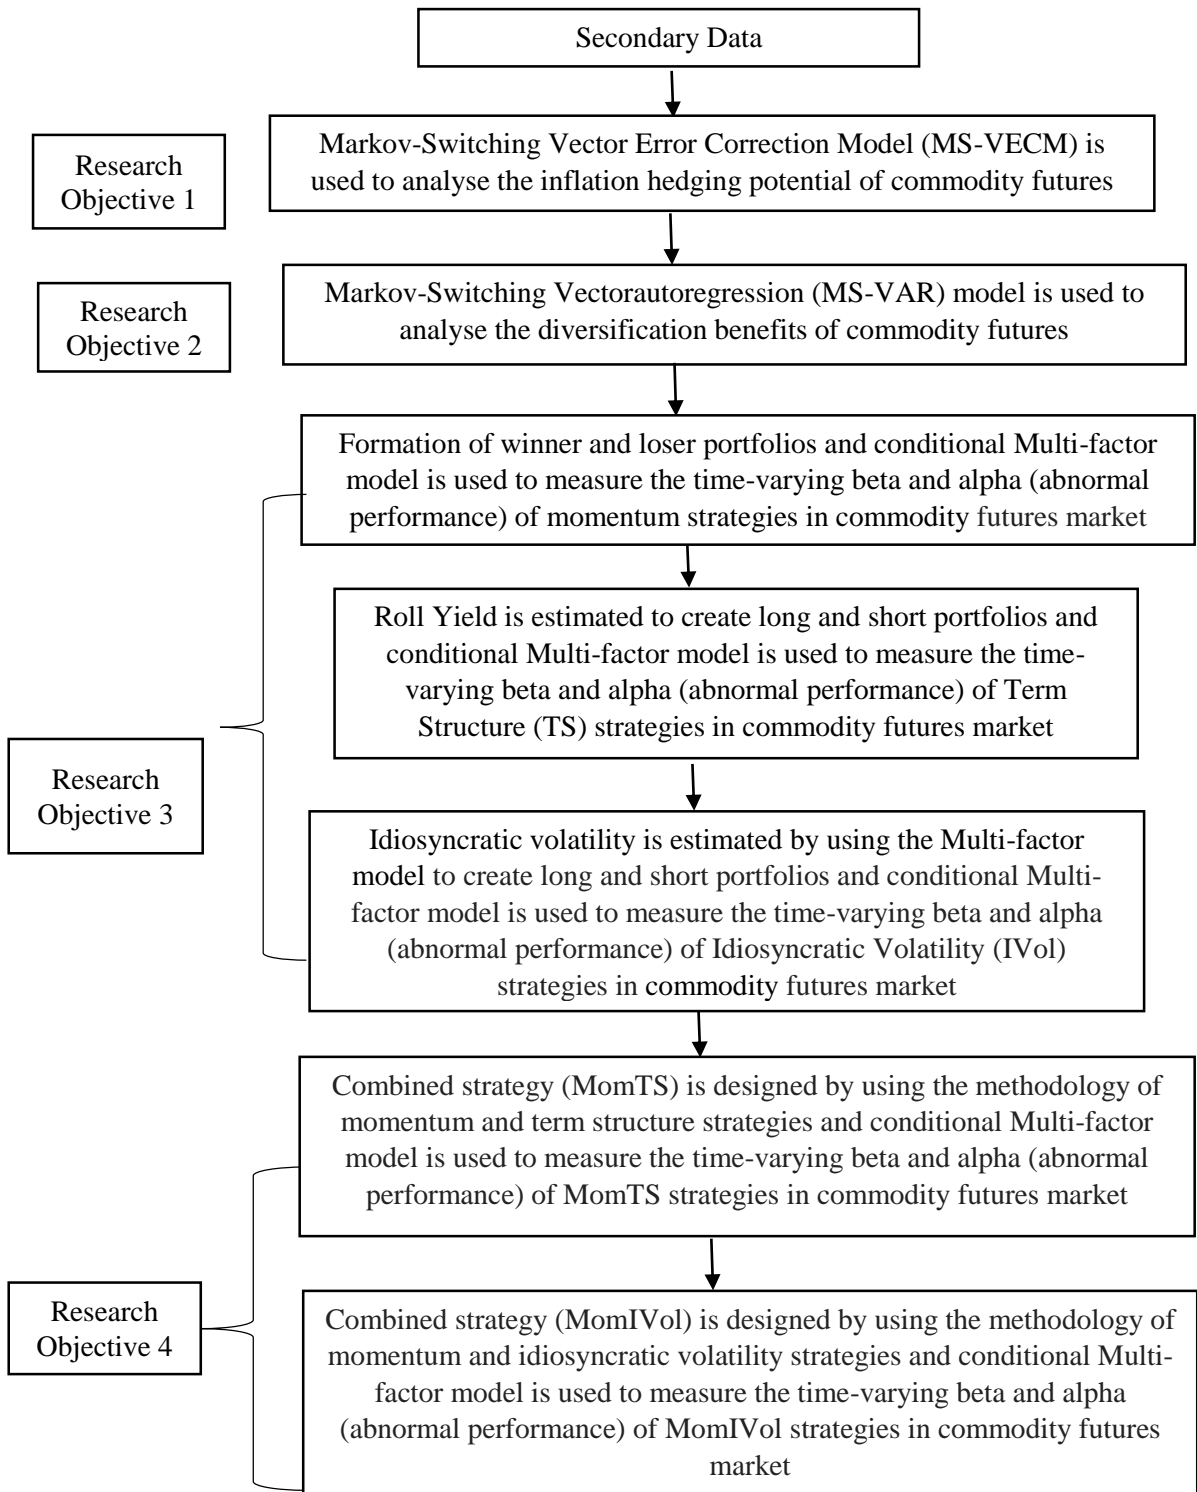 Secondary Data
Research
Objective 1
Markov-Switching Vector Error Correction Model (MS-VECM) is
used to analyse the inflation hedging potential of commodity futures
Research
Objective 2
Markov-Switching Vectorautoregression (MS-VAR) model is used to
analyse the diversification benefits of commodity futures
Formation of winner and loser portfolios and conditional Multi-factor
model is used to measure the time-varying beta and alpha (abnormal
performance) of momentum strategies in commodity futures market
Roll Yield is estimated to create long and short portfolios and
conditional Multi-factor model is used to measure the time-
varying beta and alpha (abnormal performance) of Term
Structure (TS) strategies in commodity futures market
Research
Objective 3
Idiosyncratic volatility is estimated by using the Multi-factor
model to create long and short portfolios and conditional Multi-
factor model is used to measure the time-varying beta and alpha
(abnormal performance) of Idiosyncratic Volatility (IVol)
strategies in commodity futures market
Combined strategy (MomTS) is designed by using the methodology of
momentum and term structure strategies and conditional Multi-factor
model is used to measure the time-varying beta and alpha (abnormal
performance) of MomTS strategies in commodity futures market
Research
Objective 4
Combined strategy (MomIVol) is designed by using the methodology of
momentum and idiosyncratic volatility strategies and conditional Multi-
factor model is used to measure the time-varying beta and alpha
(abnormal performance) of MomIVol strategies in commodity futures
market